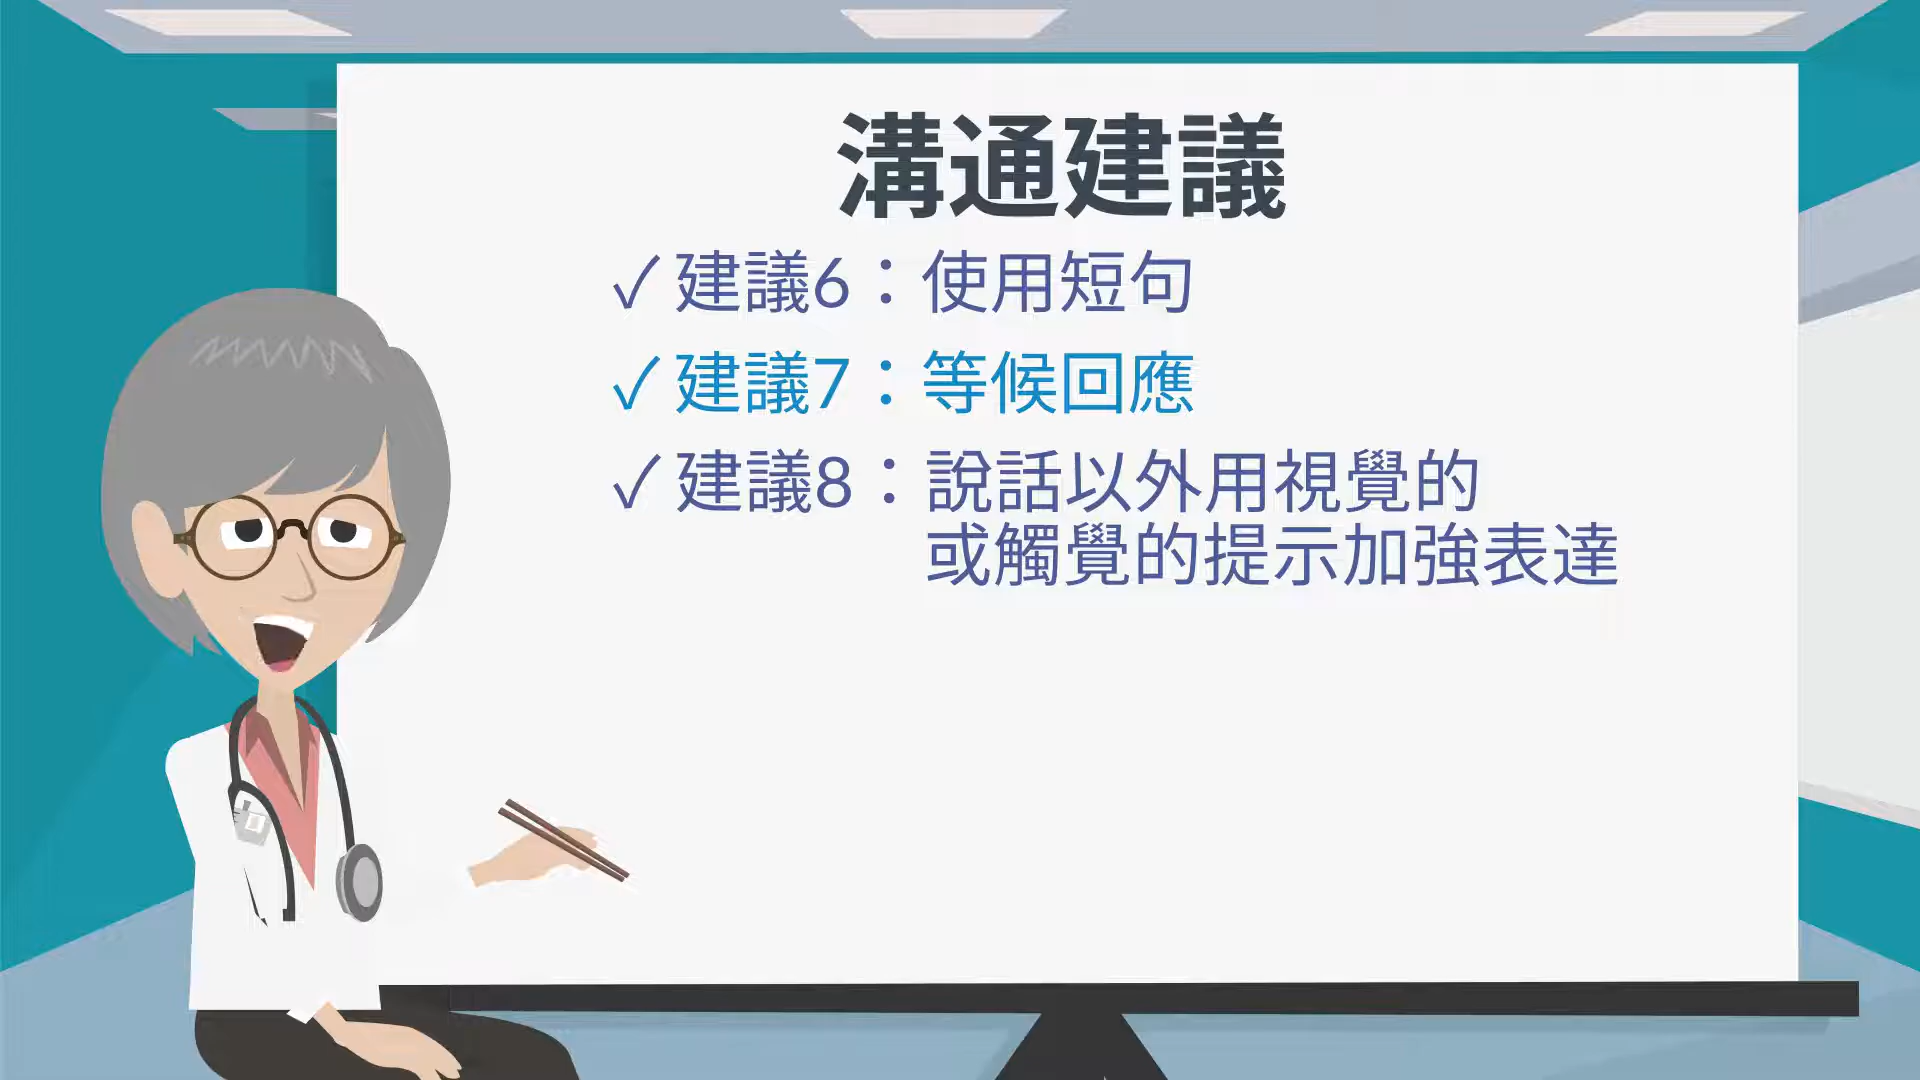 溝通建議
✓建議6：使用短句
✓建議7：等候回應
✓建議8：說話以外用視覺的
或觸覺的提示加強表達